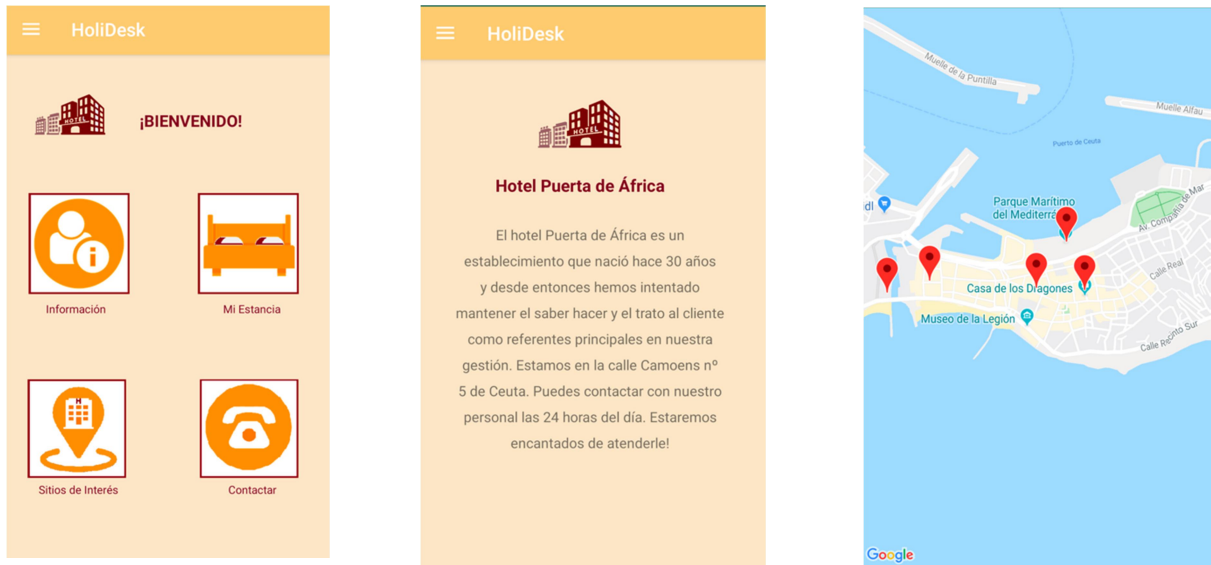 HoliDesk
HOTEL
¡BIENVENIDO!
Información
Mi Estancia
H
Sitios de Interés
Contactar
HoliDesk
HOTEL
Hotel Puerta de África
El hotel Puerta de África es un
establecimiento que nació hace 30 años
y desde entonces hemos intentado
mantener el saber hacer y el trato al cliente
como referentes principales en nuestra
gestión. Estamos en la calle Camoens nº
5 de Ceuta. Puedes contactar con nuestro
personal las 24 horas del día. Estaremos
encantados de atenderle!
Muelle de la Puntilla
Muelle Alfau
Puerto de Ceuta
dl
Parque Marítimo
del Mediterrá
Av. Compañía de Mar
Calle Real
Casa de los Dragones
Museo de la Legión
Calle Recinto Sur
Google